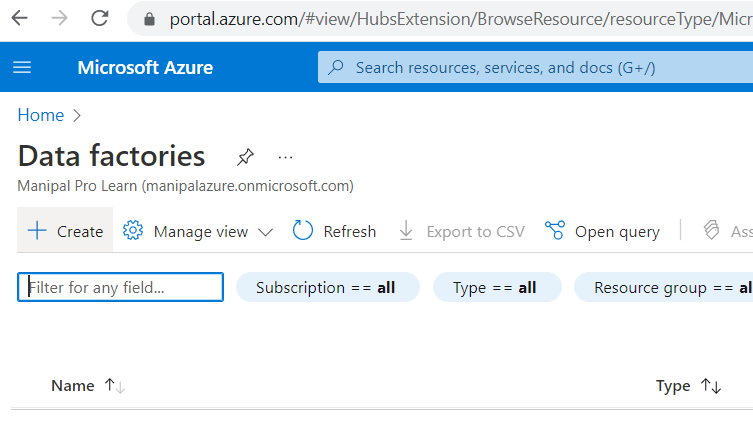 portal.azure.com/#view/HubsExtension/BrowseResource/resourceType/Micr
Microsoft Azure
Search resources, services, and docs (G+/)
Home
Data factories
Manipal Pro Learn (manipalazure.onmicrosoft.com)
Create Manage view Refresh Export to CSV Open query Ass
Filter for any field... Subscription == all Type == all Resource group == al
Name Type